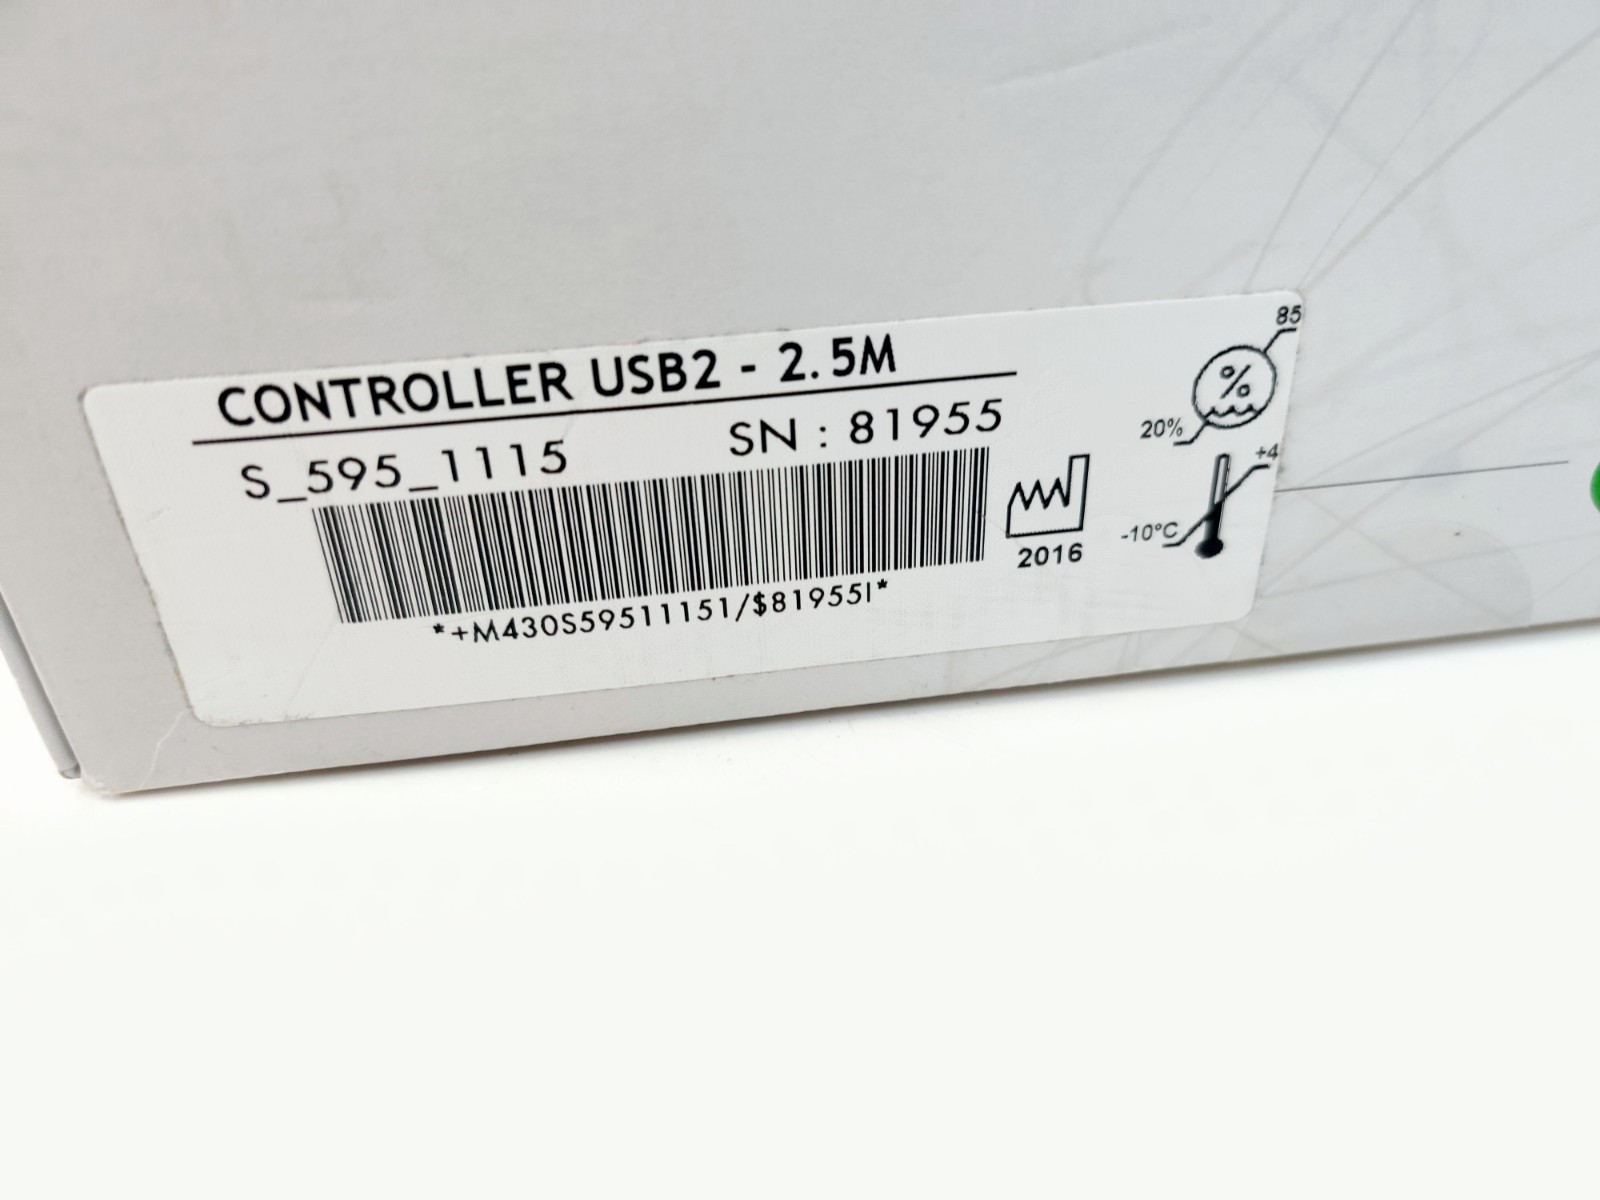 CONTROLLER USB2 - 2.5M
S_595_1115 SN : 81955
*+M430S59511151/$81955I*
2016
85
%
20%
+4
-10°C